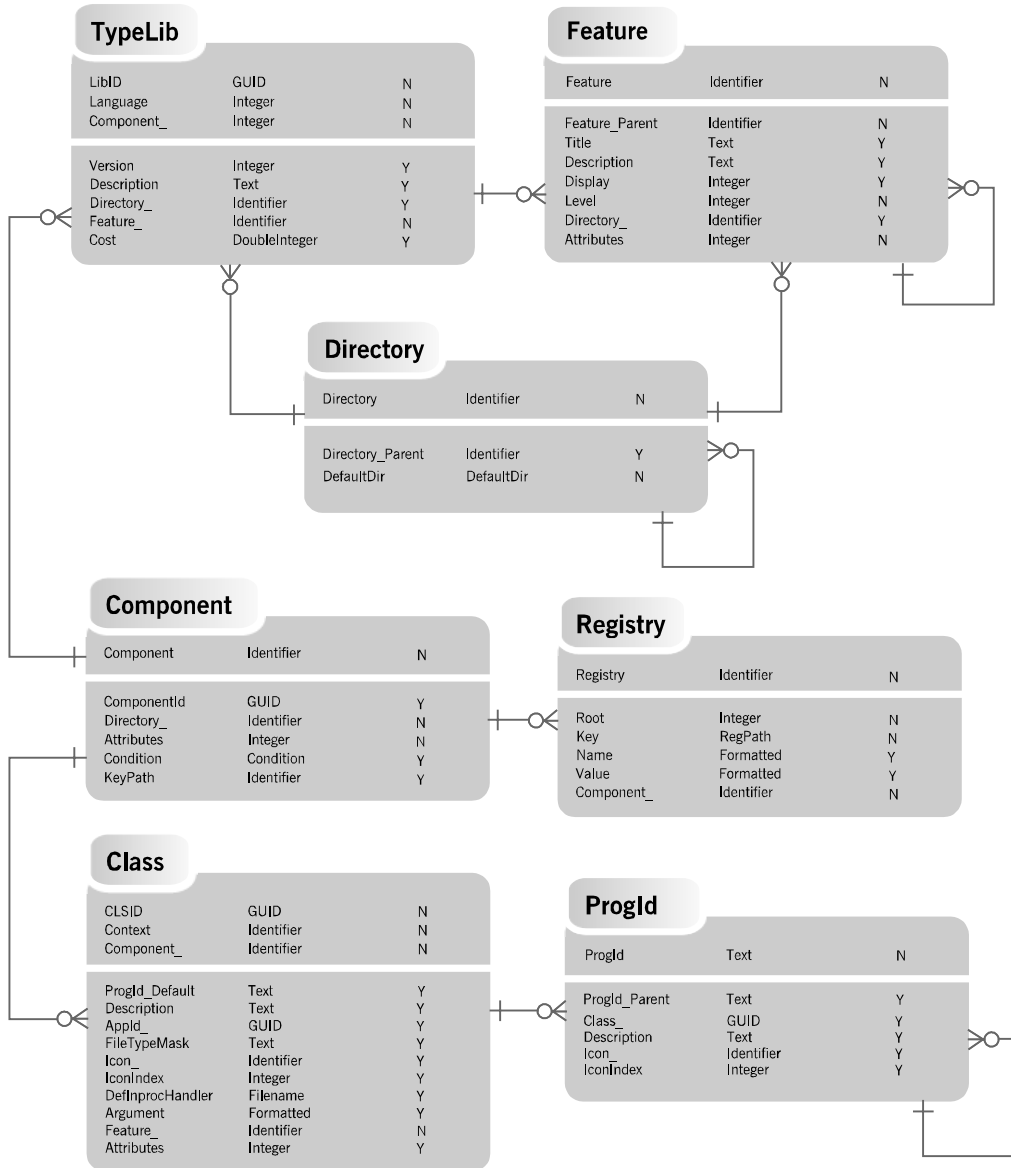 TypeLib
LibID GUID N
Language Integer N
Component_ Integer N
Version Integer Y
Description Text Y
Directory_ Identifier Y
Feature_ Identifier N
Cost DoubleInteger Y
Feature
Feature Identifier N
Feature_Parent Identifier N
Title Text Y
Description Text Y
Display Integer Y
Level Integer N
Directory_ Identifier Y
Attributes Integer N
Directory
Directory Identifier N
Directory_Parent Identifier Y
DefaultDir DefaultDir N
Component
Component Identifier N
ComponentId GUID Y
Directory_ Identifier N
Attributes Integer N
Condition Condition Y
KeyPath Identifier Y
Registry
Registry Identifier N
Root Integer N
Key RegPath N
Name Formatted Y
Value Formatted Y
Component_ Identifier N
Class
CLSID GUID N
Context Identifier N
Component_ Identifier N
ProgId_Default Text Y
Description Text Y
AppId_ GUID Y
FileTypeMask Text Y
Icon_ Identifier Y
IconIndex Integer Y
DefInprocHandler Filename Y
Argument Formatted Y
Feature_ Identifier N
Attributes Integer Y
ProgId
ProgId Text N
ProgId_Parent Text Y
Class_ GUID Y
Description Text Y
Icon_ Identifier Y
IconIndex Integer Y